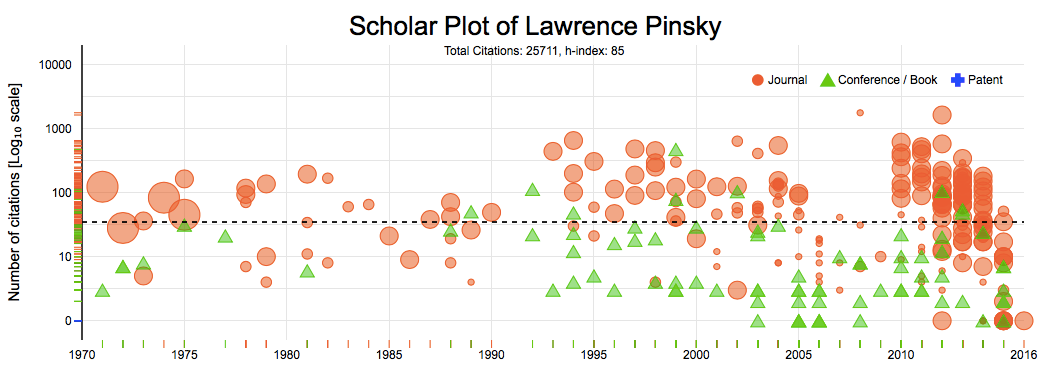 Scholar Plot of Lawrence Pinsky
Total Citations: 25711, h-index: 85
Number of citations [Log₁₀ scale]
10000
1000
100
10
0
Journal
Conference / Book
Patent
1970 1975 1980 1985 1990 1995 2000 2005 2010 2016